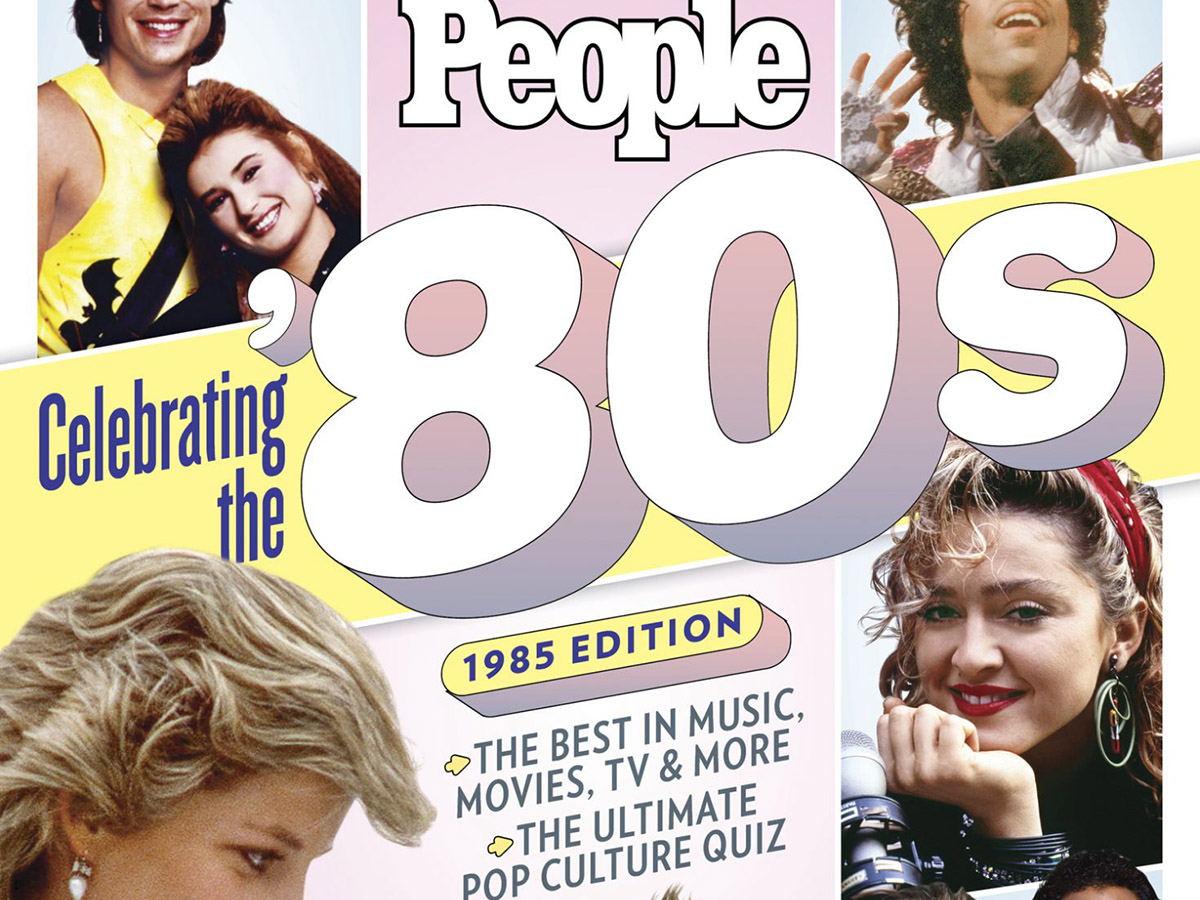 People
Celebrating
the
'80s
1985 EDITION
THE BEST IN MUSIC,
MOVIES, TV & MORE
THE ULTIMATE
POP CULTURE QUIZ